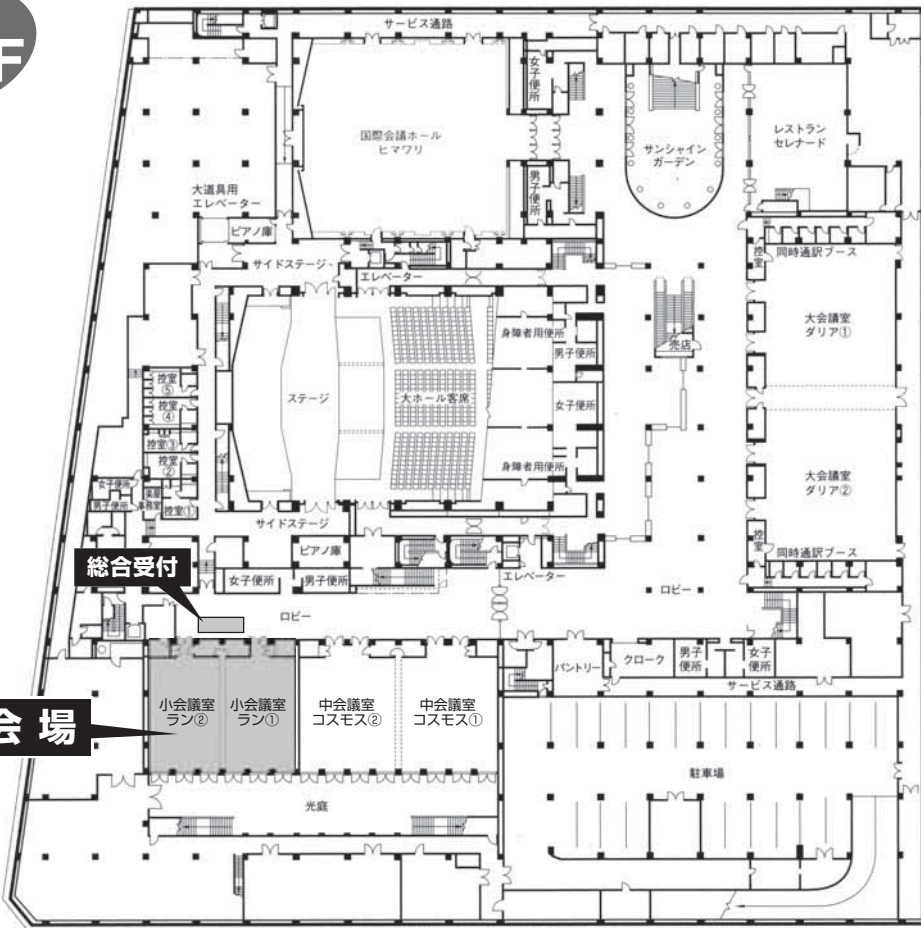 F
サービス通路
女子便所
国際会議ホール
ヒマワリ
サンシャイン
ガーデン
レストラン
セレナード
男子便所
大道具用
エレベーター
ピアノ庫
サイドステージ
エレベーター
控室
同時通訳ブース
大会議室
ダリア①
身障者用便所
男子便所
売店
控室
⑤
控室
④
控室③
控室
②
控室①
ステージ
大ホール客席
女子便所
身障者用便所
大会議室
ダリア②
女子便所
男子便所
楽屋
事務室
サイドステージ
ピアノ庫
控室
同時通訳ブース
総合受付
女子便所
男子便所
エレベーター
ロビー
ロビー
パントリー
クローク
男子
便所
女子
便所
サービス通路
会場
小会議室
ラン②
小会議室
ラン①
中会議室
コスモス②
中会議室
コスモス①
駐車場
光庭